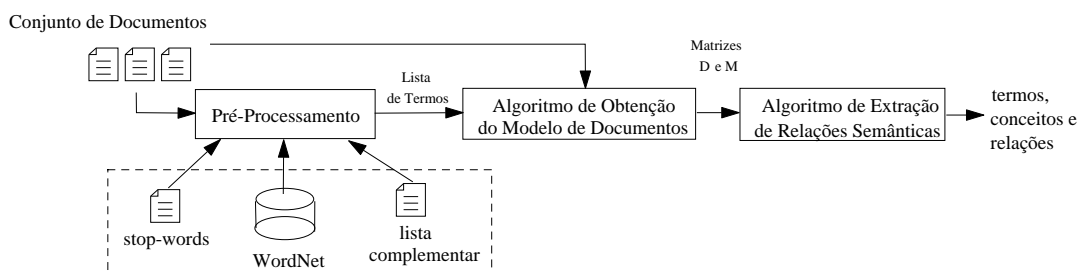 Conjunto de Documentos
Matrizes
D e M
Lista
de Termos
Pré-Processamento
Algoritmo de Obtenção
do Modelo de Documentos
Algoritmo de Extração
de Relações Semânticas
termos,
conceitos e
relações
stop-words
WordNet
lista
complementar